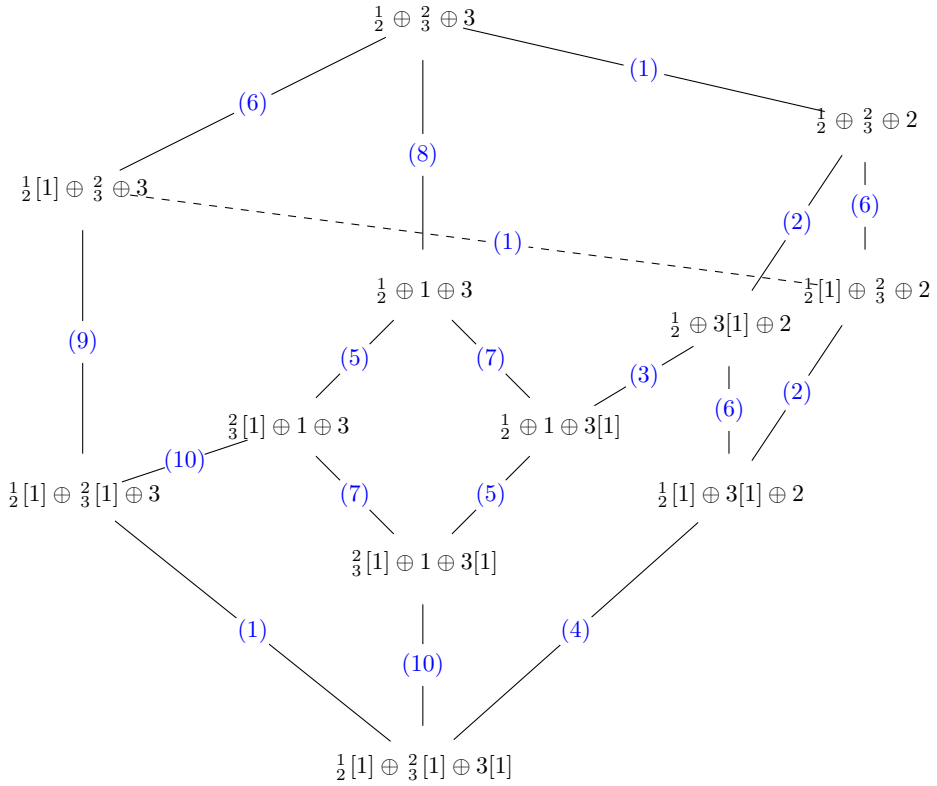 1/2 ⊕ 2/3 ⊕ 3
(1)
(6)
1/2 ⊕ 2/3 ⊕ 2
(8)
1/2[1] ⊕ 2/3 ⊕ 3
(6)
(2)
(1)
1/2 ⊕ 1 ⊕ 3
1/2[1] ⊕ 2/3 ⊕ 2
1/2 ⊕ 3[1] ⊕ 2
(9)
(5)
(7)
(3)
(2)
(6)
2/3[1] ⊕ 1 ⊕ 3
1/2 ⊕ 1 ⊕ 3[1]
(10)
1/2[1] ⊕ 2/3[1] ⊕ 3
(7)
(5)
1/2[1] ⊕ 3[1] ⊕ 2
2/3[1] ⊕ 1 ⊕ 3[1]
(1)
(4)
(10)
1/2[1] ⊕ 2/3[1] ⊕ 3[1]